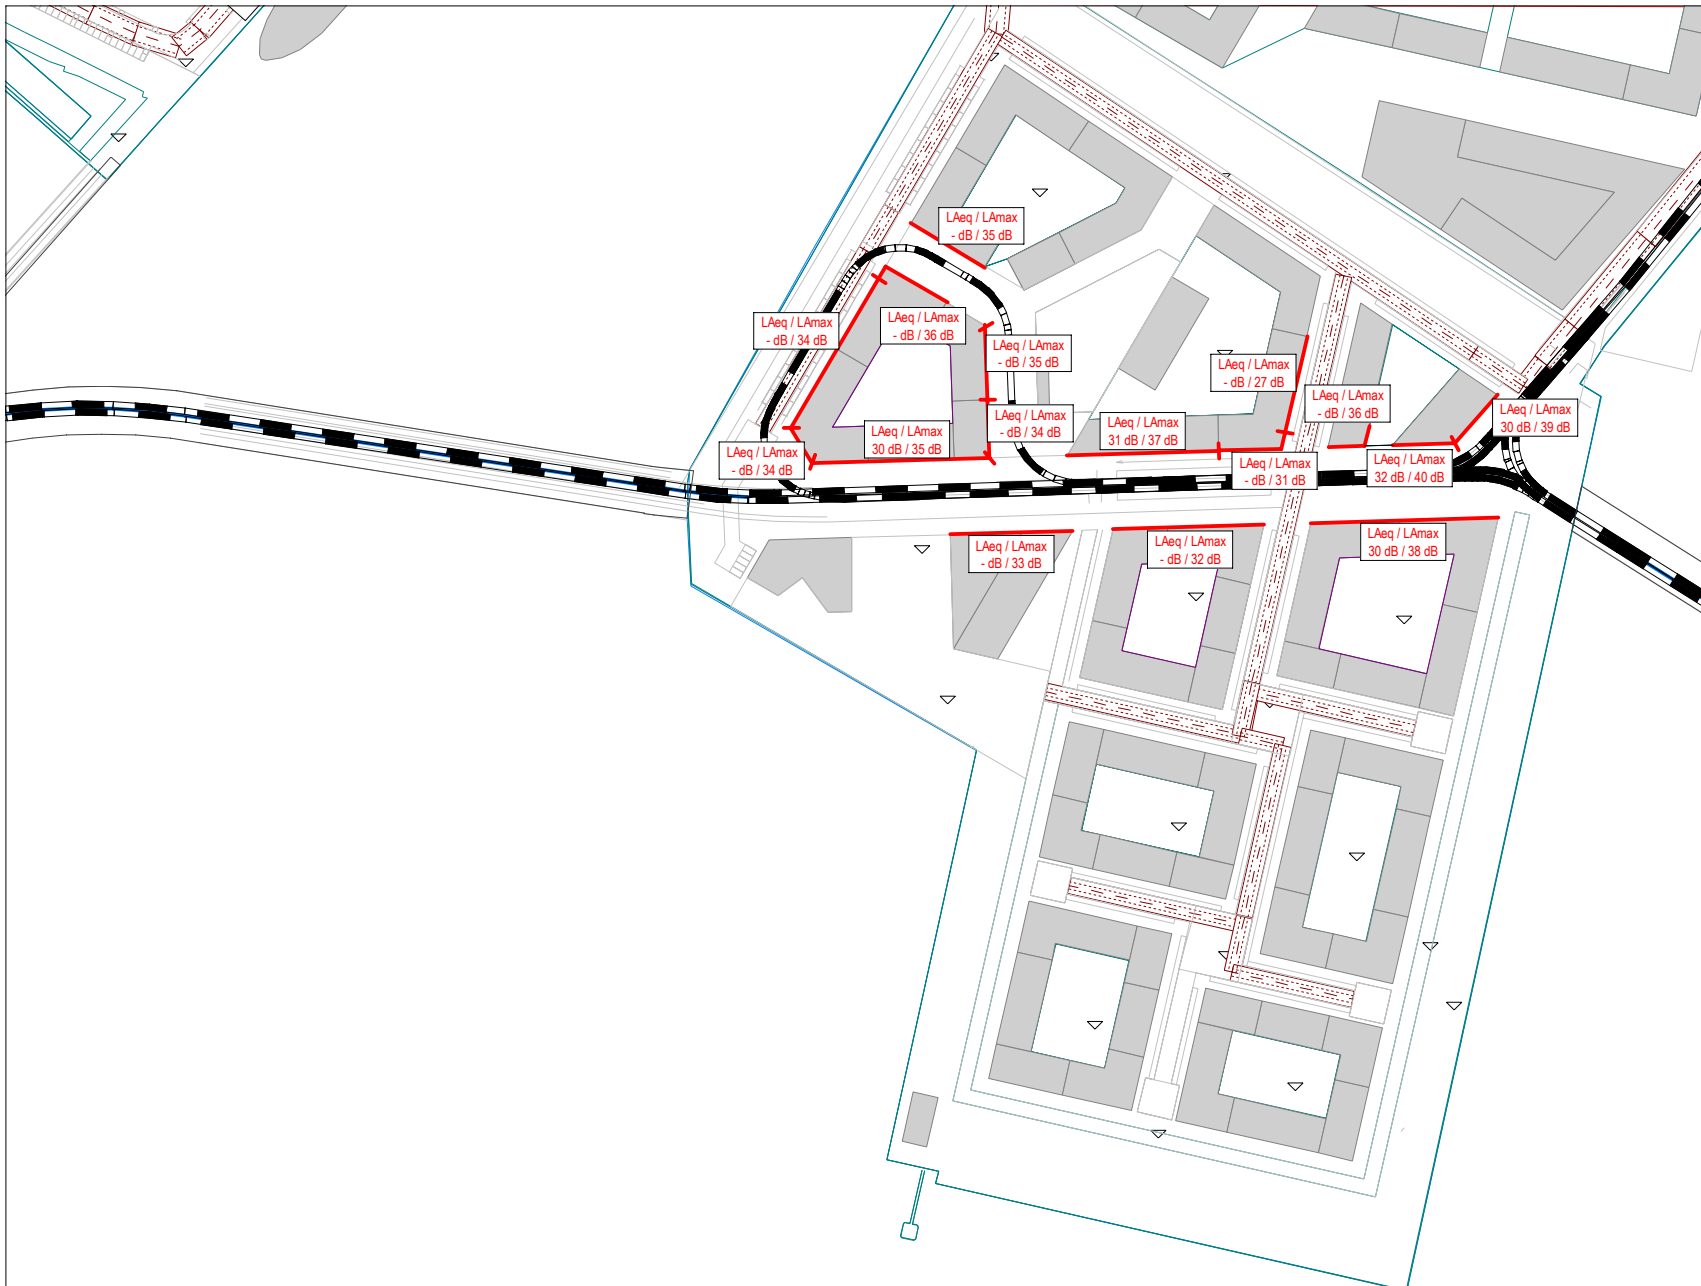 LAeq / LAmax
- dB / 35 dB
LAeq / LAmax
- dB / 34 dB
LAeq / LAmax
- dB / 36 dB
LAeq / LAmax
- dB / 35 dB
LAeq / LAmax
- dB / 27 dB
LAeq / LAmax
- dB / 36 dB
LAeq / LAmax
30 dB / 39 dB
LAeq / LAmax
- dB / 34 dB
LAeq / LAmax
31 dB / 37 dB
LAeq / LAmax
30 dB / 35 dB
LAeq / LAmax
- dB / 34 dB
LAeq / LAmax
- dB / 31 dB
LAeq / LAmax
32 dB / 40 dB
LAeq / LAmax
- dB / 33 dB
LAeq / LAmax
- dB / 32 dB
LAeq / LAmax
30 dB / 38 dB